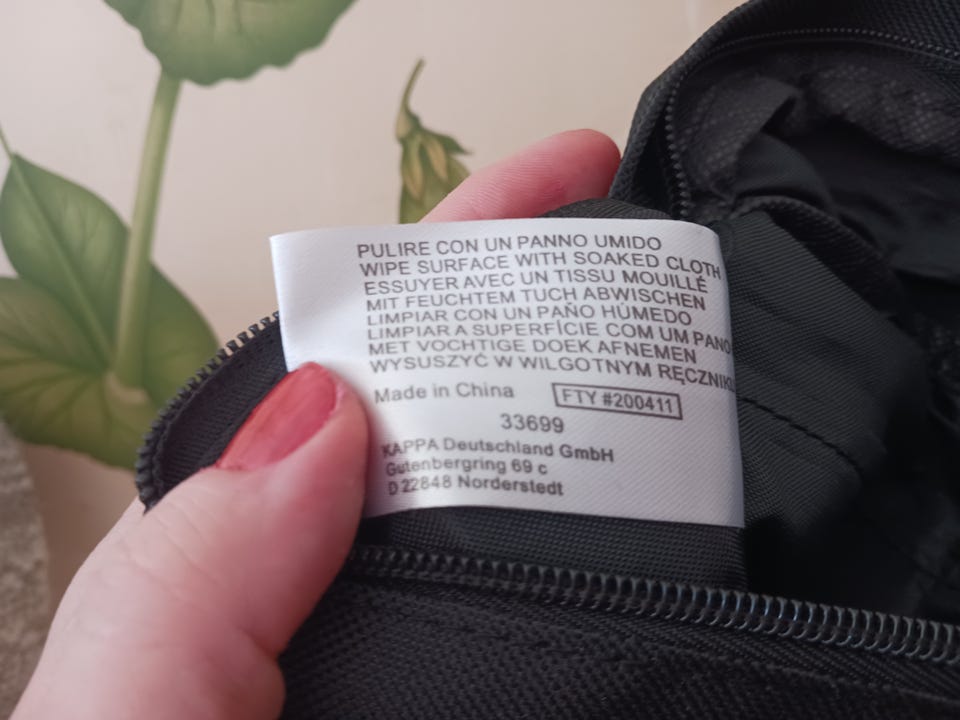 PULIRE CON UN PANNO UMIDO
WIPE SURFACE WITH SOAKED CLOTH
ESSUYER AVEC UN TISSU MOUILLÉ
MIT FEUCHTEM TUCH ABWISCHEN
LIMPIAR CON UN PAÑO HÚMEDO
LIMPIAR A SUPERFÍCIE COM UM PANO
MET VOCHTIGE DOEK AFNEMEN
WYSUSZYĆ W WILGOTNYM
Made in China FTY #200411
33699
KAPPA Deutschland GmbH
Gutenbergring 69 c
D 22848 Norderstedt